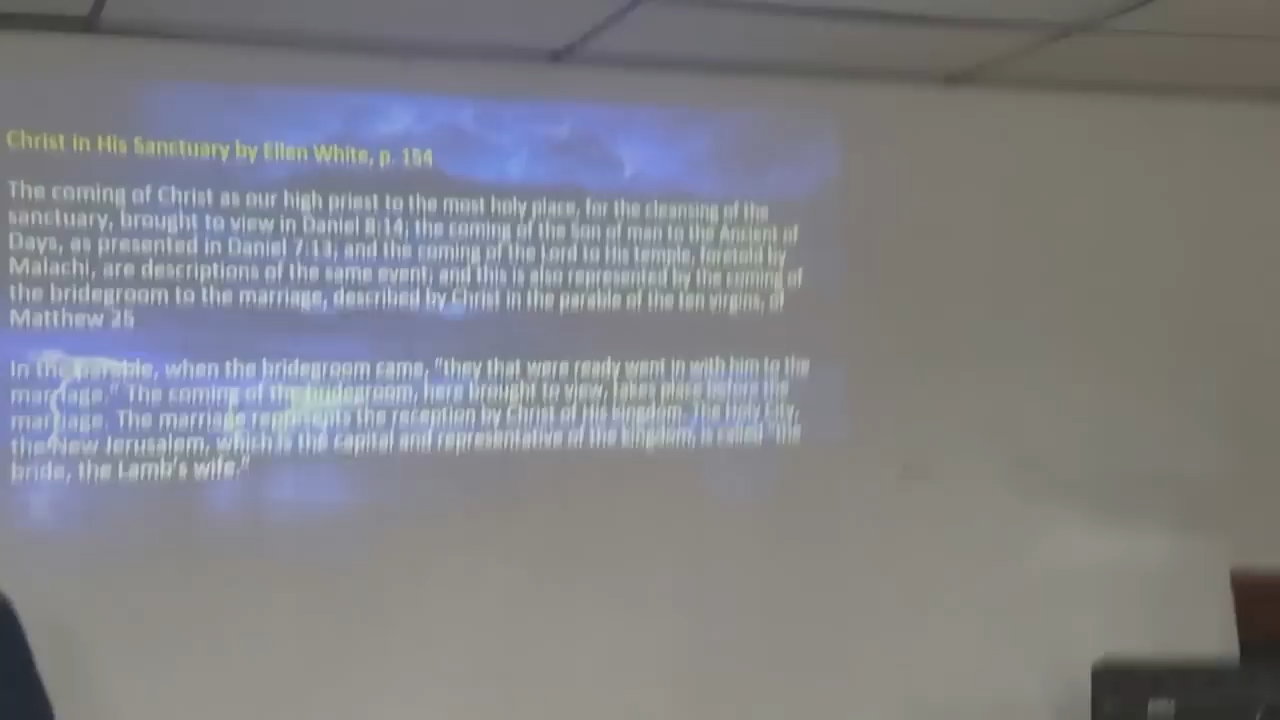 Christ in His Sanctuary by Ellen White, p. 154
The coming of Christ as our high priest to the most holy place, for the cleansing of the
sanctuary, brought to view in Daniel 8:14; the coming of the Son of man to the Ancient of
Days, as presented in Daniel 7:13; and the coming of the Lord to His temple, foretold by
Malachi, are descriptions of the same event; and this is also represented by the coming of
the bridegroom to the marriage, described by Christ in the parable of the ten virgins, of
Matthew 25
In the parable, when the bridegroom came, "they that were ready went in with him to the
marriage." The coming of the bridegroom, here brought to view, takes place before the
marriage. The marriage represents the reception by Christ of His kingdom. The Holy City,
the New Jerusalem, which is the capital and representative of the kingdom, is called "the
bride, the Lamb's wife."